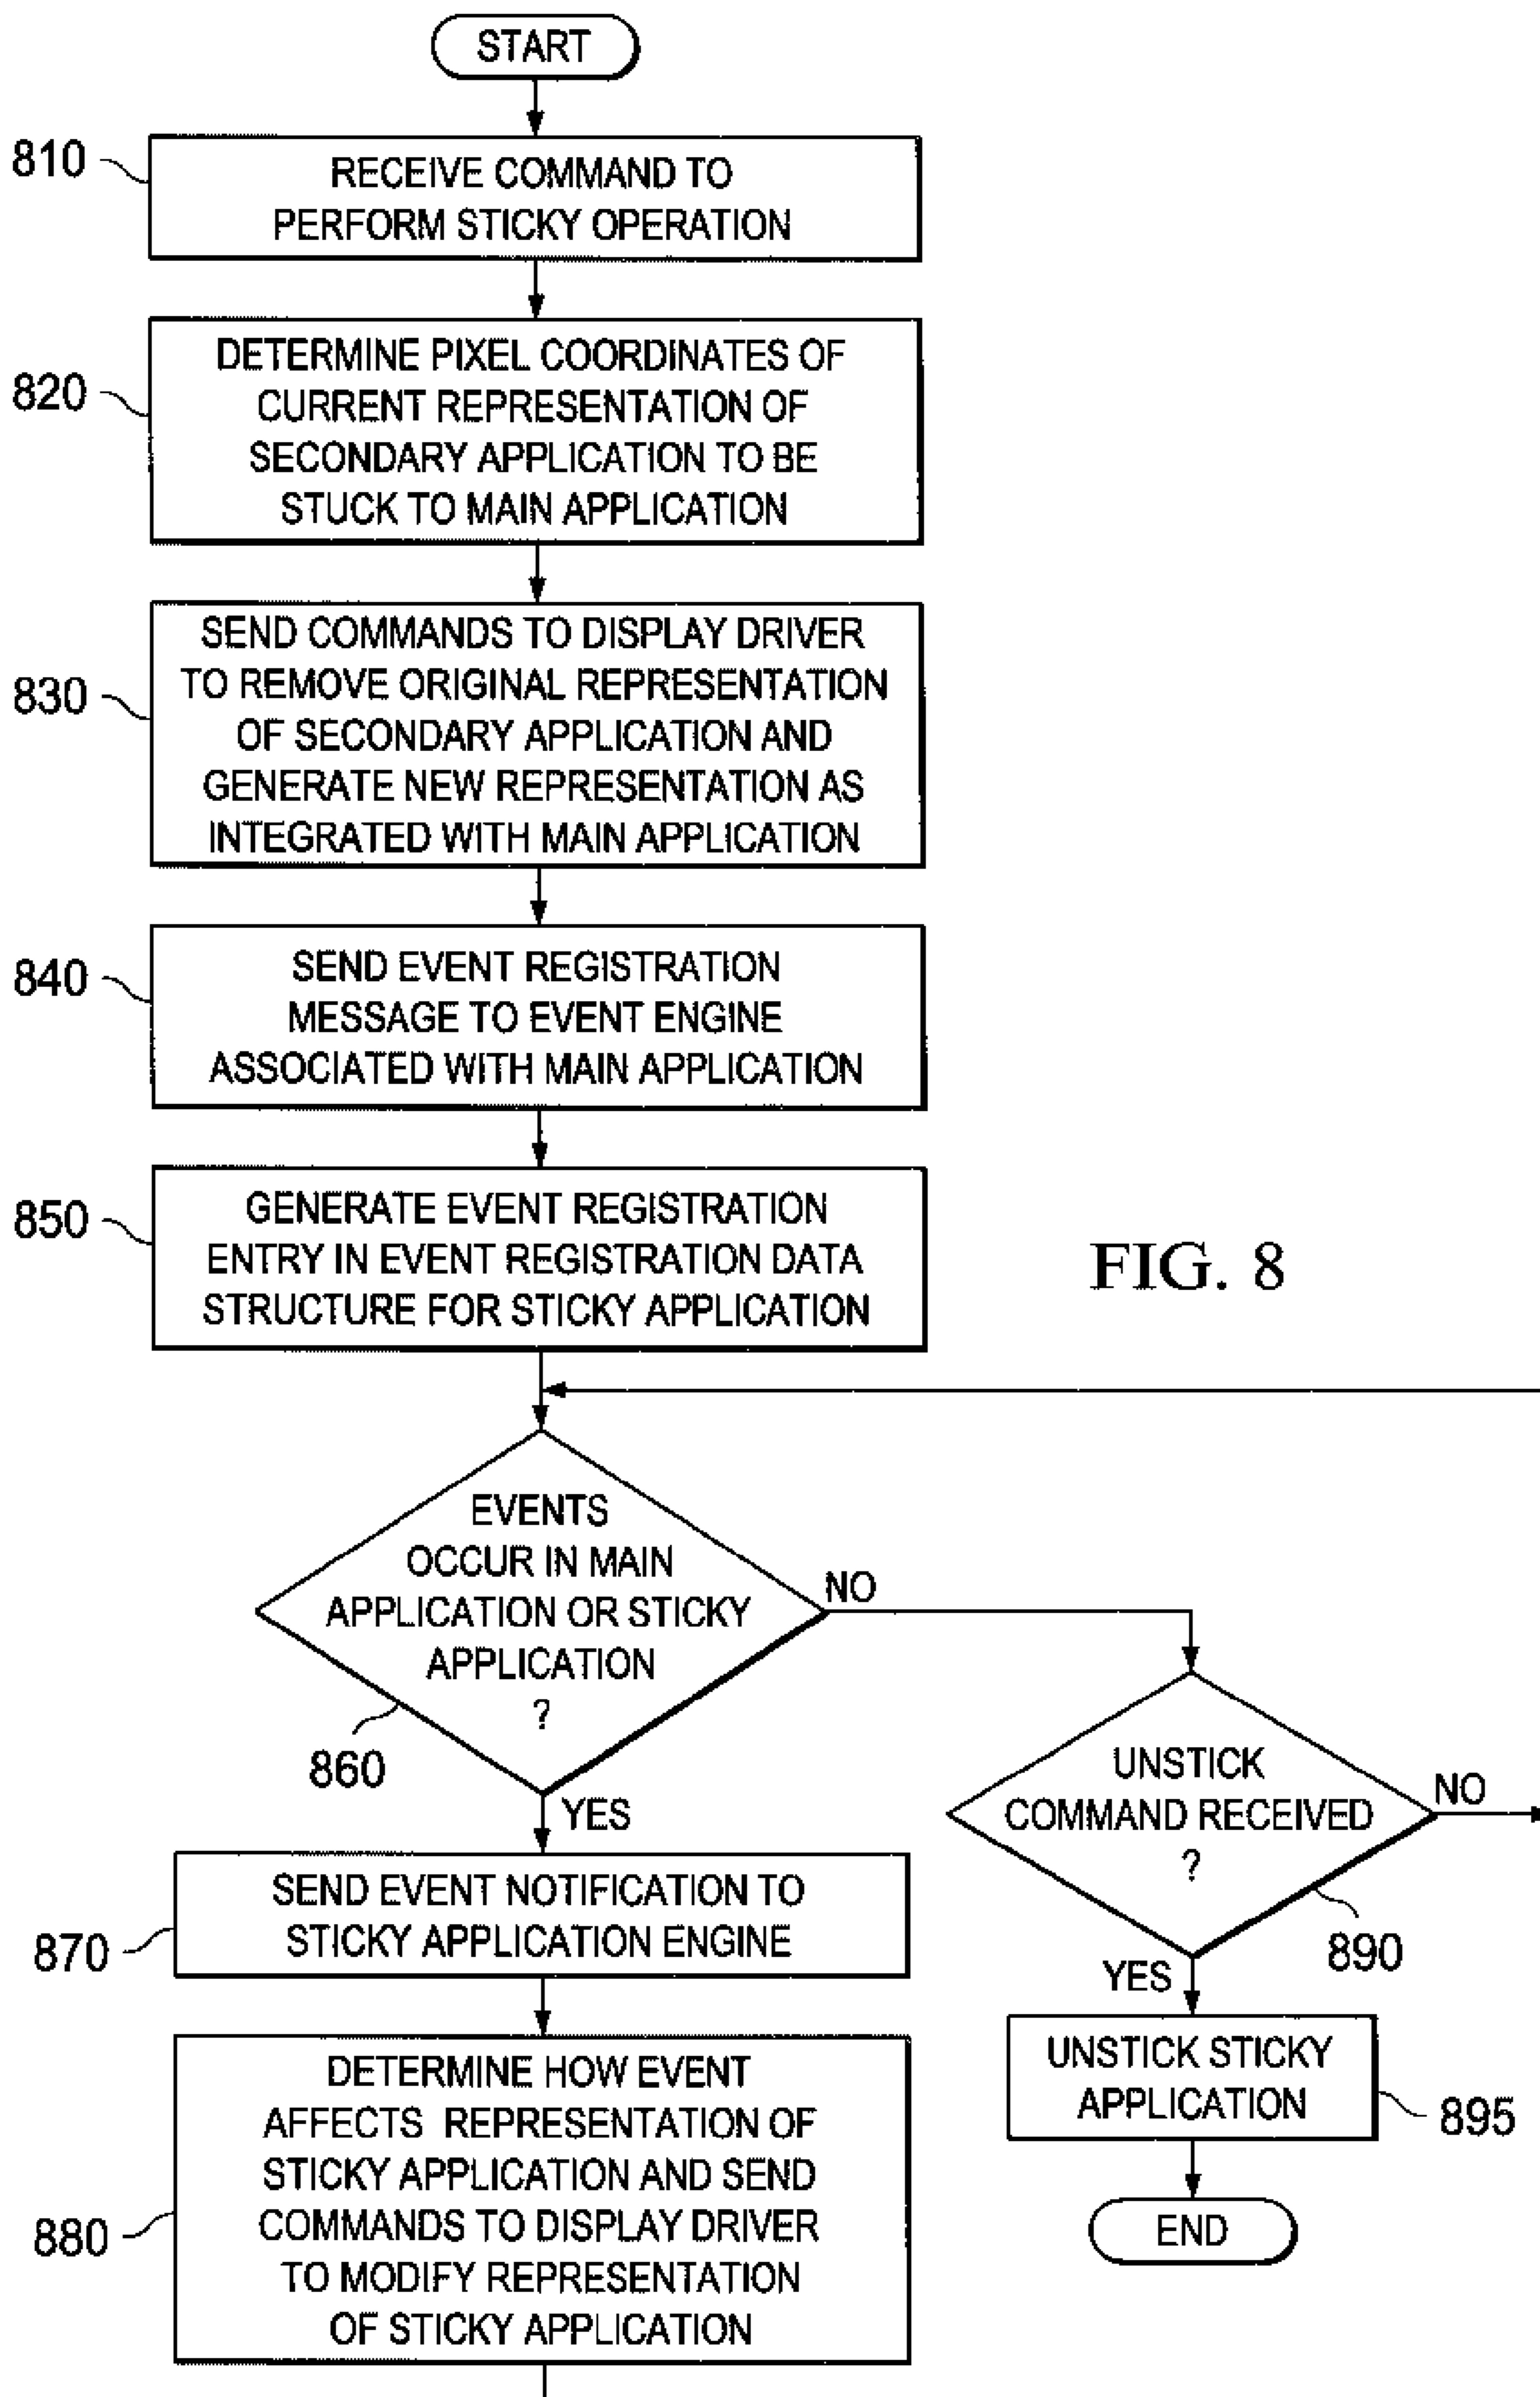 START
810
RECEIVE COMMAND TO
PERFORM STICKY OPERATION
820
DETERMINE PIXEL COORDINATES OF
CURRENT REPRESENTATION OF
SECONDARY APPLICATION TO BE
STUCK TO MAIN APPLICATION
830
SEND COMMANDS TO DISPLAY DRIVER
TO REMOVE ORIGINAL REPRESENTATION
OF SECONDARY APPLICATION AND
GENERATE NEW REPRESENTATION AS
INTEGRATED WITH MAIN APPLICATION
840
SEND EVENT REGISTRATION
MESSAGE TO EVENT ENGINE
ASSOCIATED WITH MAIN APPLICATION
850
GENERATE EVENT REGISTRATION
ENTRY IN EVENT REGISTRATION DATA
STRUCTURE FOR STICKY APPLICATION
FIG. 8
EVENTS
OCCUR IN MAIN
APPLICATION OR STICKY
APPLICATION
?
860
NO
YES
UNSTICK
COMMAND RECEIVED
?
890
NO
YES
870
SEND EVENT NOTIFICATION TO
STICKY APPLICATION ENGINE
880
DETERMINE HOW EVENT
AFFECTS REPRESENTATION OF
STICKY APPLICATION AND SEND
COMMANDS TO DISPLAY DRIVER
TO MODIFY REPRESENTATION
OF STICKY APPLICATION
UNSTICK STICKY
APPLICATION
895
END